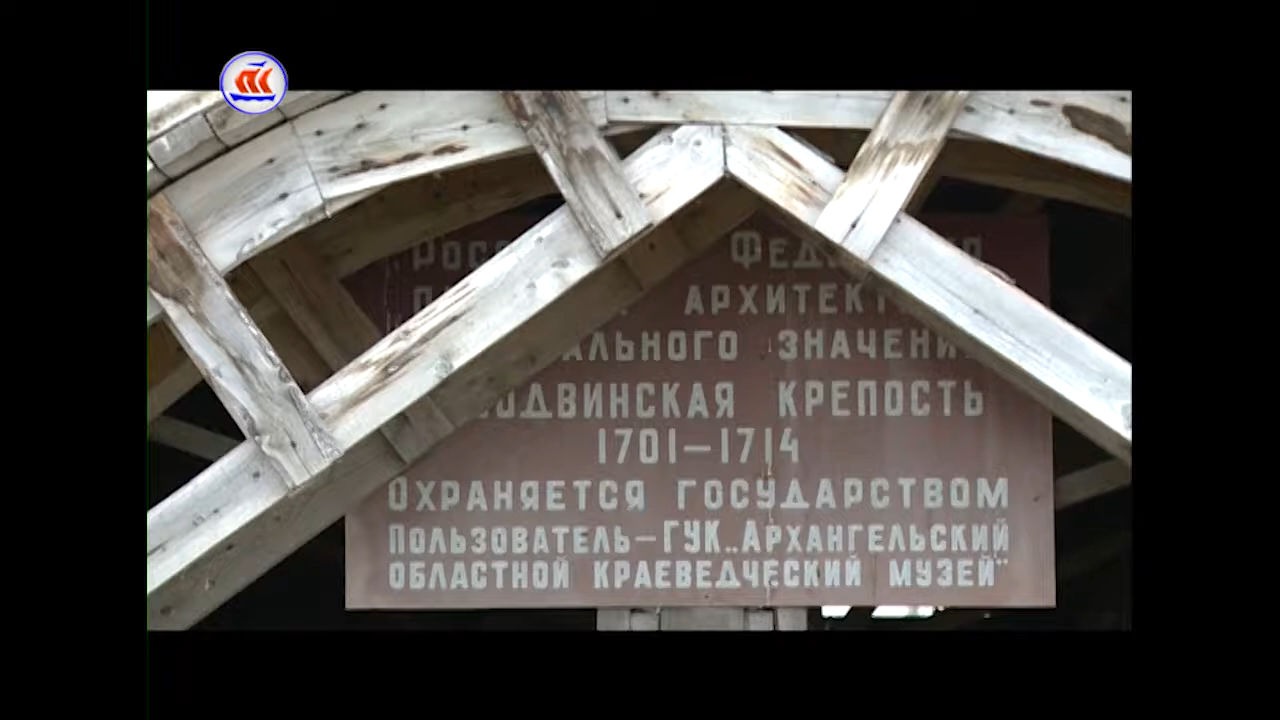 АРХИТЕКТ
АЛЬНОГО ЗНАЧЕНИ
ОДВИНСКАЯ КРЕПОСТЬ
1701—1714
ОХРАНЯЕТСЯ ГОСУДАРСТВОМ
ПОЛЬЗОВАТЕЛЬ—ГУК „АРХАНГЕЛЬСКИЙ
ОБЛАСТНОЙ КРАЕВЕДЧЕСКИЙ МУЗЕЙ"